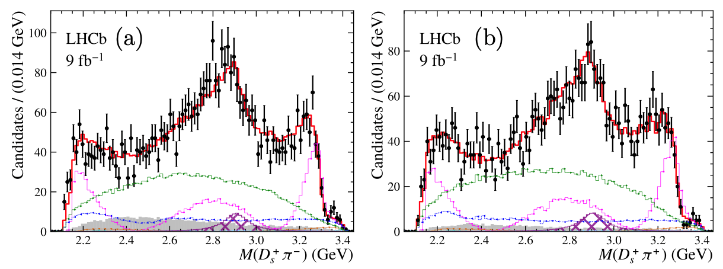 LHCb (a)
9 fb⁻¹
Candidates / (0.014 GeV)
100
80
60
40
20
0
2.2 2.4 2.6 2.8 3.0 3.2 3.4
M(D_s⁺ π⁻) (GeV)
LHCb (b)
9 fb⁻¹
Candidates / (0.014 GeV)
80
60
40
20
0
2.2 2.4 2.6 2.8 3.0 3.2 3.4
M(D_s⁺ π⁺) (GeV)